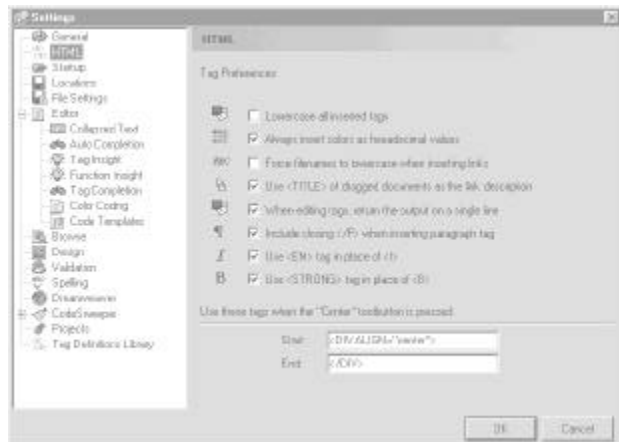 Settings
General
HTML
Startup
Locations
File Settings
Editor
Collapsed Text
Auto Completion
Tag Insight
Function Insight
Tag Completion
Color Coding
Code Templates
Browse
Design
Validation
Spelling
Dreamweaver
CodeSweeper
Projects
Tag Definitions Library
HTML
Tag Preferences
Lowercase all inserted tags
Always insert colors as hexadecimal values
ABC Force filenames to lowercase when inserting links
Use <TITLE> of dragged documents as the link description
When editing tags, return the output on a single line
¶ Include closing </P> when inserting paragraph tag
I Use <EM> tag in place of <I>
B Use <STRONG> tag in place of <B>
Use these tags when the "Center" toolbutton is pressed:
Start: <DIV ALIGN="center">
End: </DIV>
OK Cancel